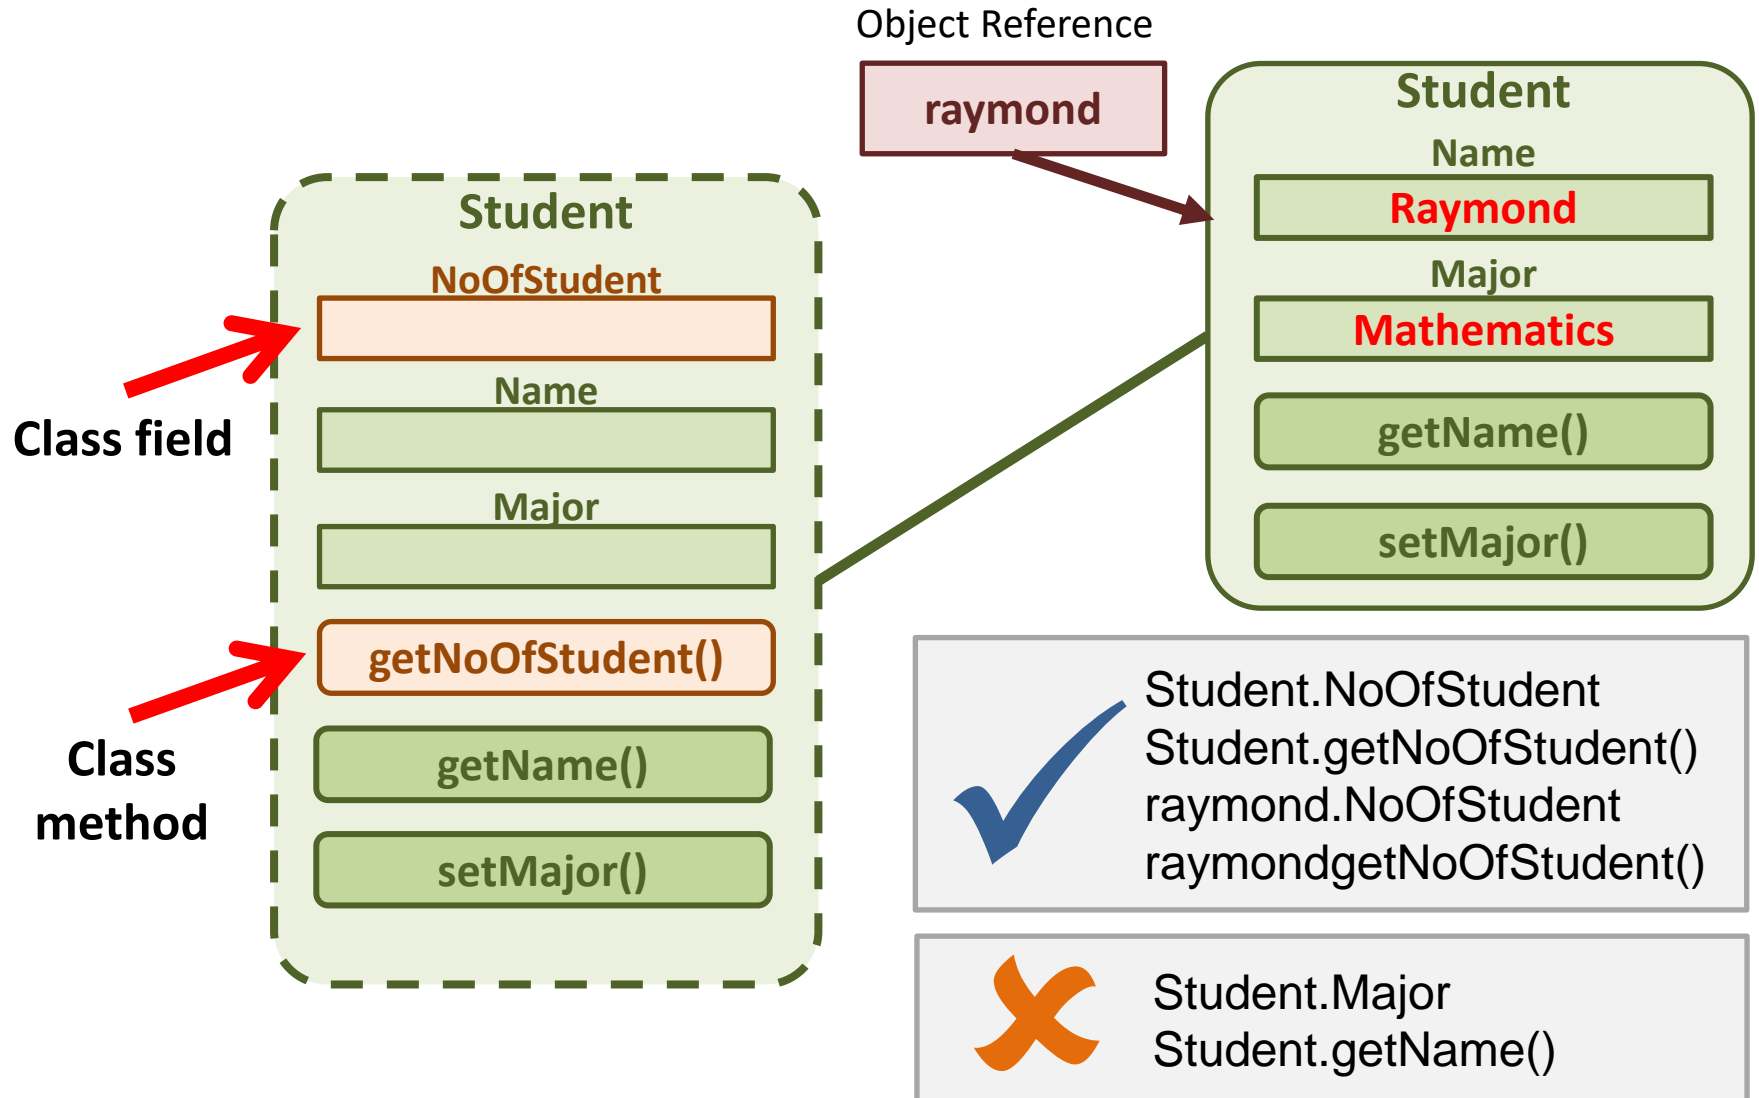 Object Reference
raymond
Student
Name
Raymond
Major
Mathematics
getName()
setMajor()
Student
NoOfStudent
Name
Major
getNoOfStudent()
getName()
setMajor()
Class field
Class
method
Student.NoOfStudent
Student.getNoOfStudent()
raymond.NoOfStudent
raymondgetNoOfStudent()
Student.Major
Student.getName()